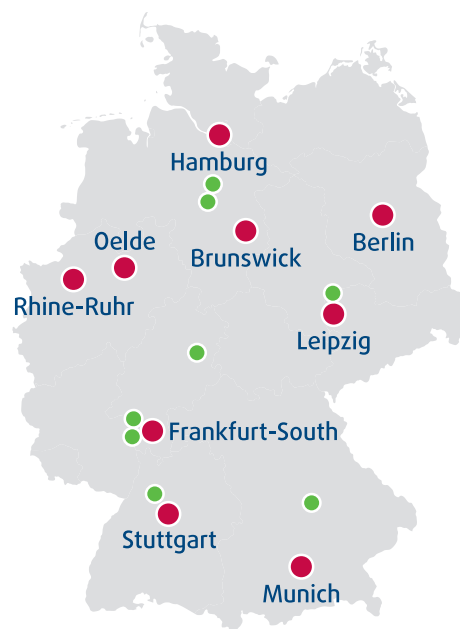 Hamburg
Oelde
Brunswick
Berlin
Rhine-Ruhr
Leipzig
Frankfurt-South
Stuttgart
Munich